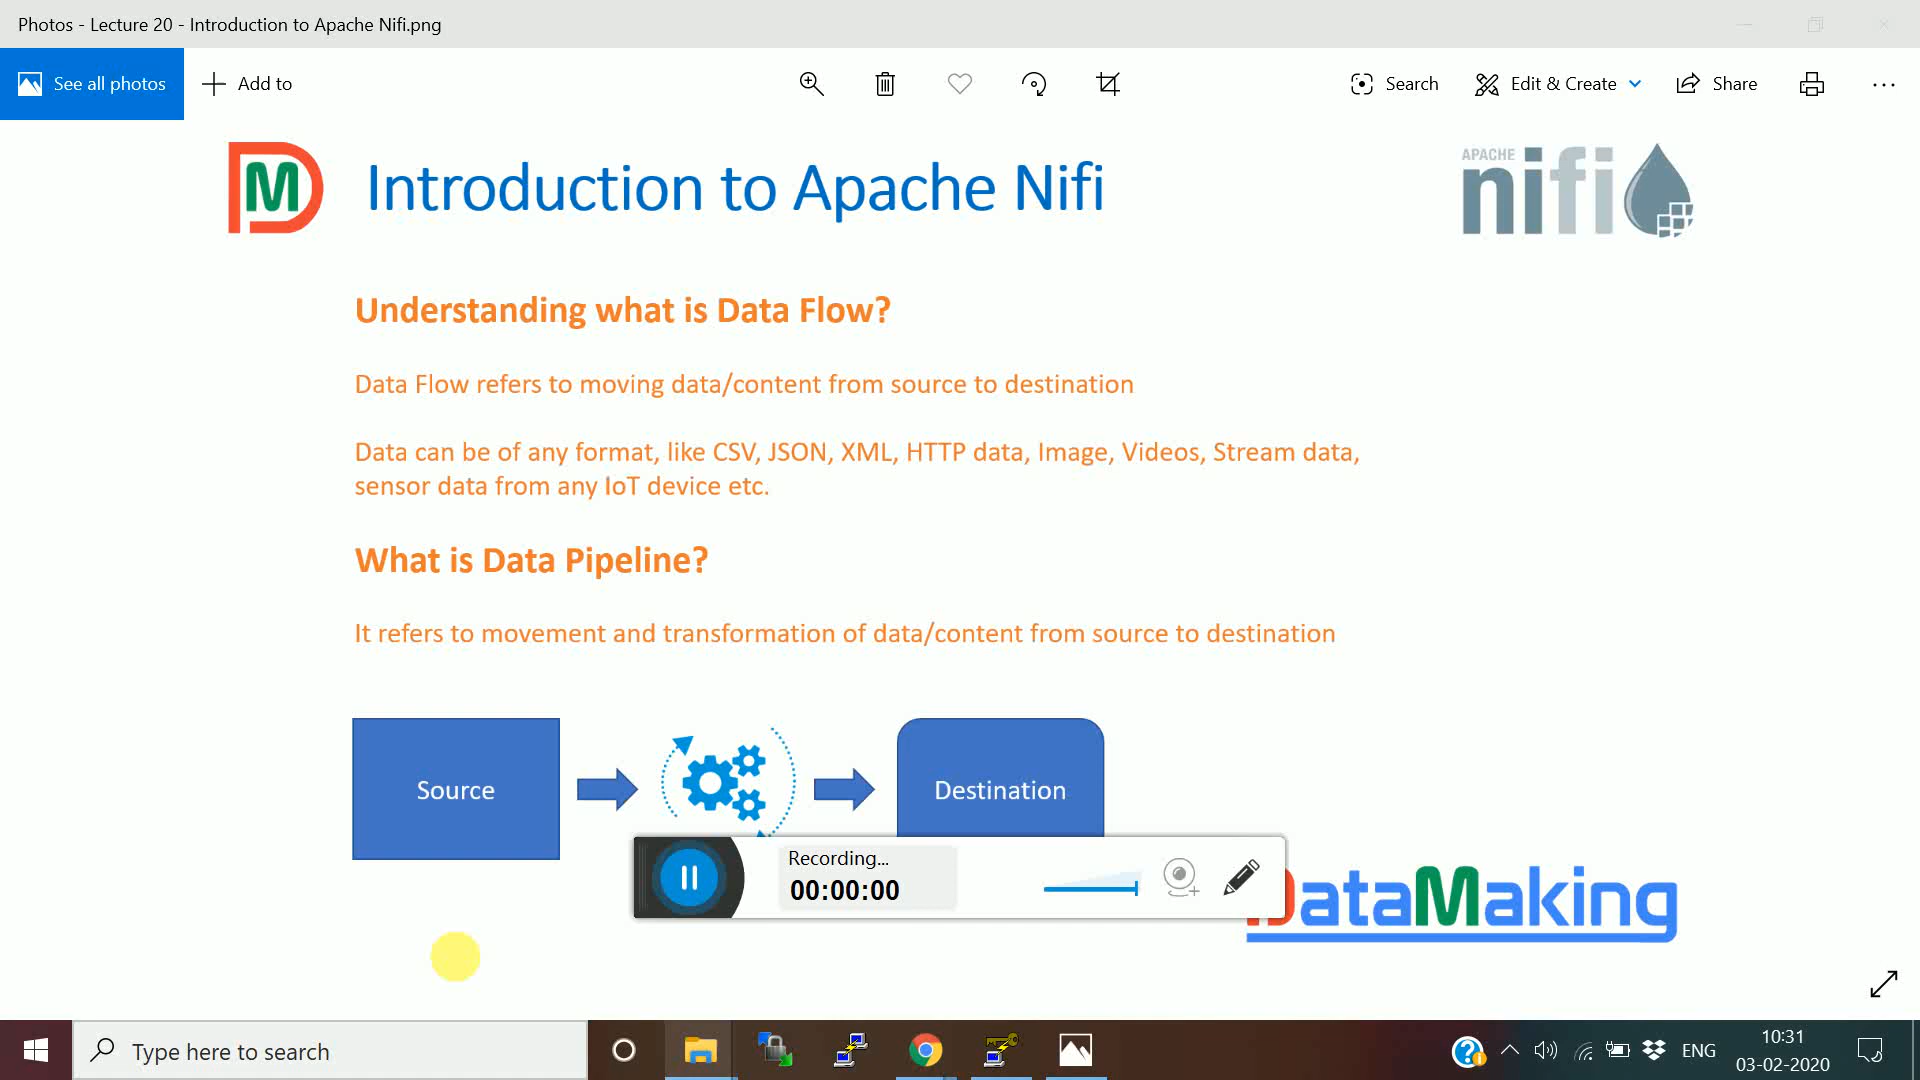 Photos - Lecture 20 - Introduction to Apache Nifi.png
See all photos
Add to
Search
Edit & Create
Share
DM
Introduction to Apache Nifi
APACHE
nifi
Understanding what is Data Flow?
Data Flow refers to moving data/content from source to destination
Data can be of any format, like CSV, JSON, XML, HTTP data, Image, Videos, Stream data,
sensor data from any IoT device etc.
What is Data Pipeline?
It refers to movement and transformation of data/content from source to destination
Source
Destination
Recording...
00:00:00
DataMaking
Type here to search
ENG
10:31
03-02-2020